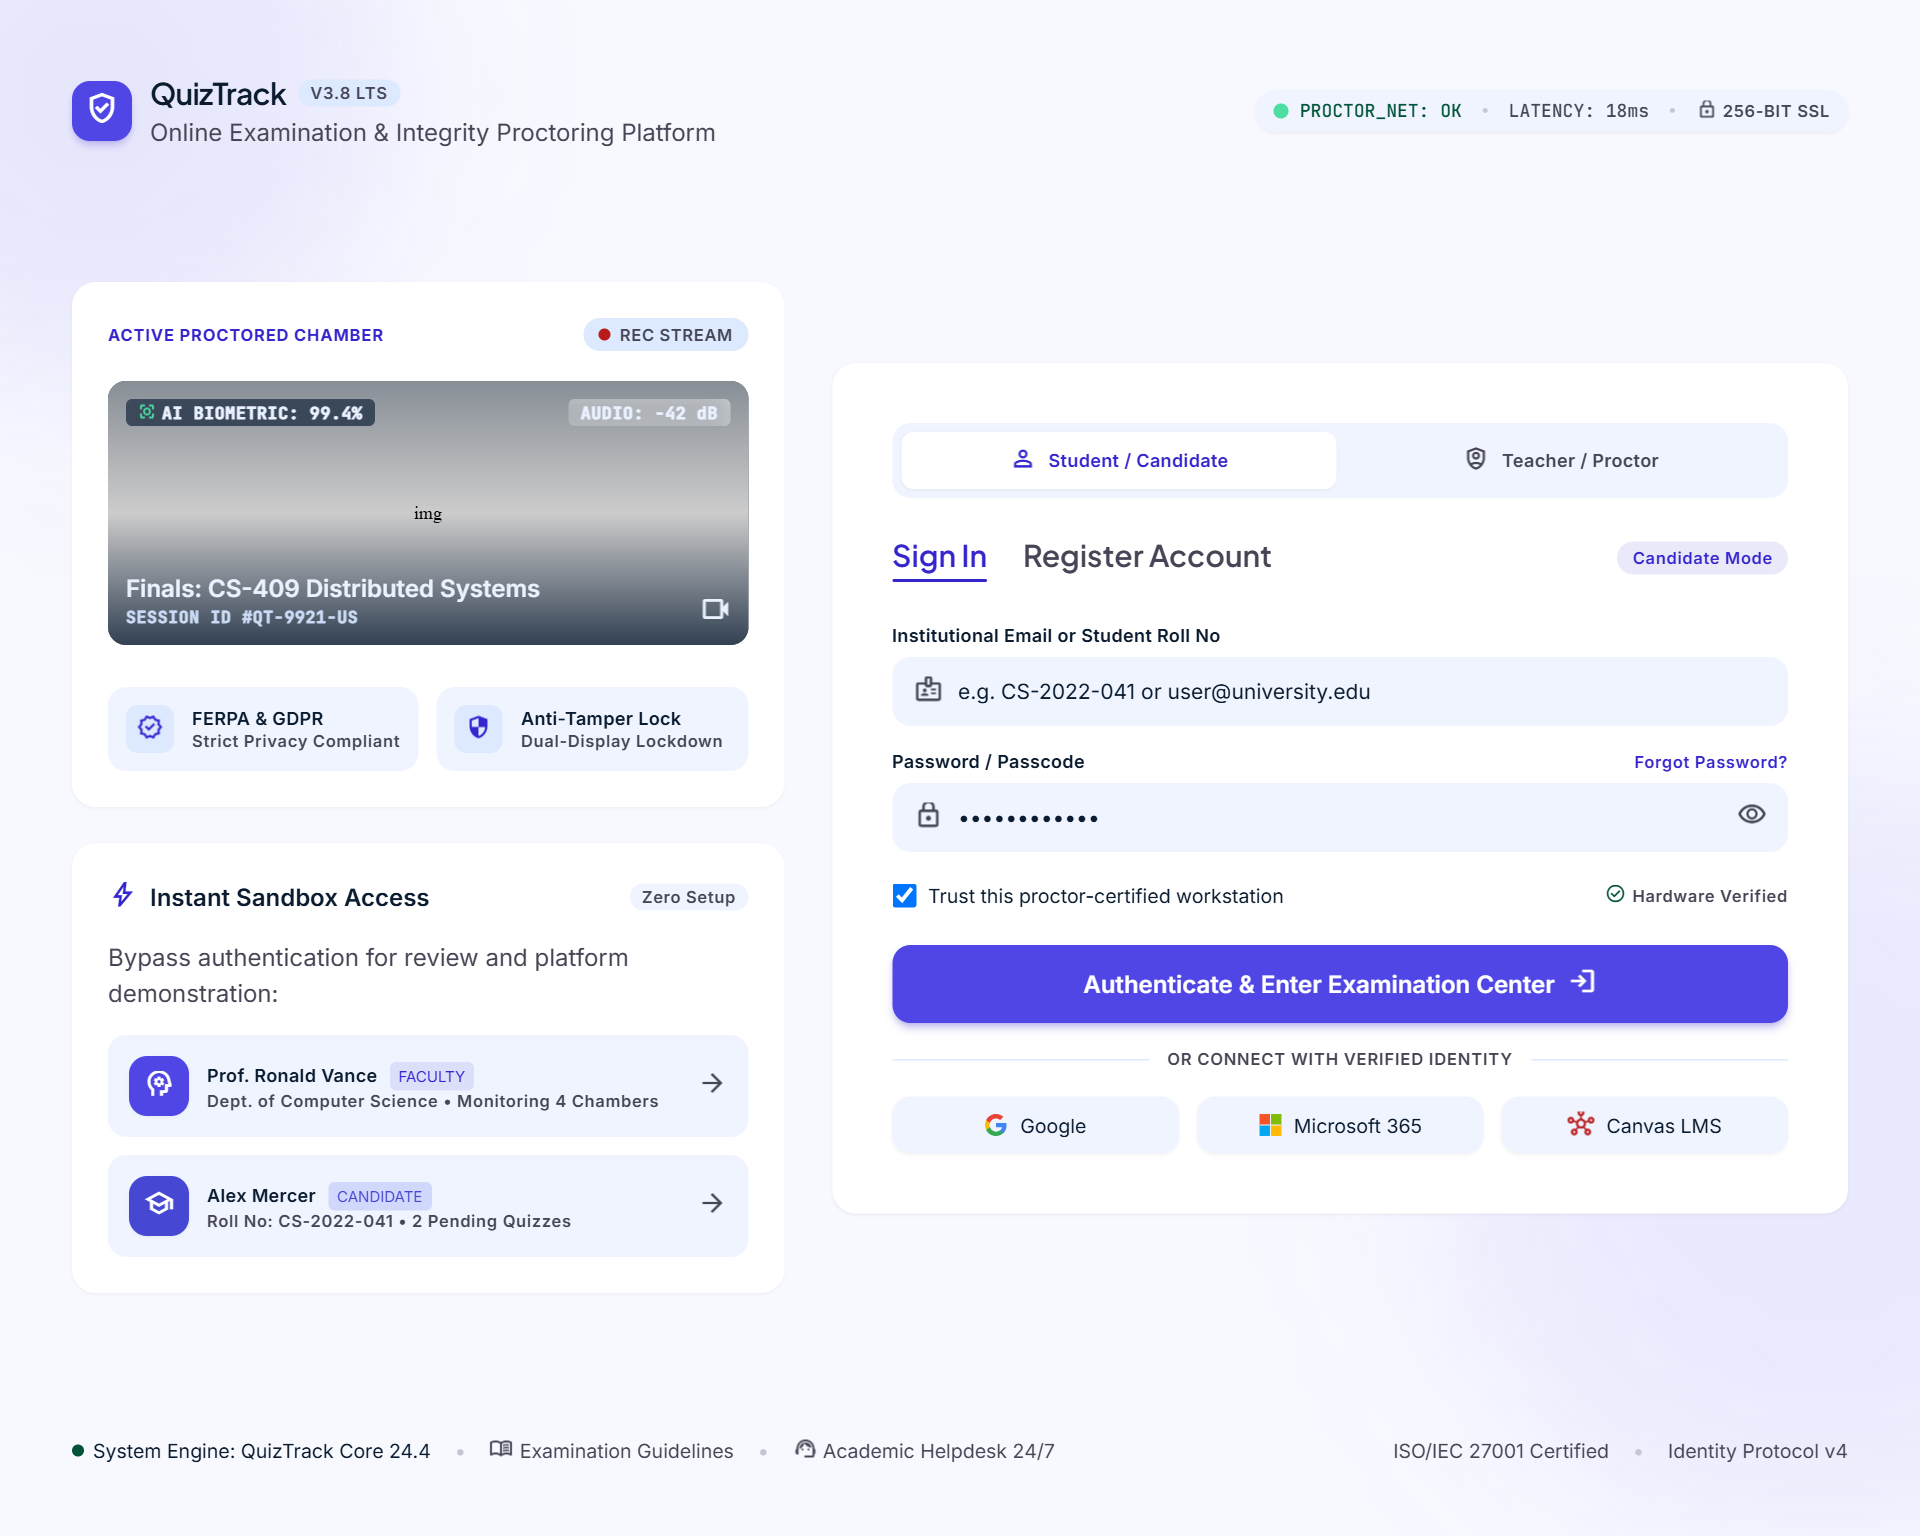 QuizTrack V3.8 LTS
Online Examination & Integrity Proctoring Platform
PROCTOR_NET: OK • LATENCY: 18ms • 256-BIT SSL
ACTIVE PROCTORED CHAMBER
REC STREAM
AI BIOMETRIC: 99.4%
AUDIO: -42 dB
img
Finals: CS-409 Distributed Systems
SESSION ID #QT-9921-US
FERPA & GDPR
Strict Privacy Compliant
Anti-Tamper Lock
Dual-Display Lockdown
Instant Sandbox Access
Zero Setup
Bypass authentication for review and platform
demonstration:
Prof. Ronald Vance FACULTY
Dept. of Computer Science • Monitoring 4 Chambers
Alex Mercer CANDIDATE
Roll No: CS-2022-041 • 2 Pending Quizzes
Student / Candidate
Teacher / Proctor
Sign In
Register Account
Candidate Mode
Institutional Email or Student Roll No
e.g. CS-2022-041 or user@university.edu
Password / Passcode
Forgot Password?
••••••••••••
Trust this proctor-certified workstation
Hardware Verified
Authenticate & Enter Examination Center
OR CONNECT WITH VERIFIED IDENTITY
Google
Microsoft 365
Canvas LMS
System Engine: QuizTrack Core 24.4 • Examination Guidelines • Academic Helpdesk 24/7
ISO/IEC 27001 Certified • Identity Protocol v4